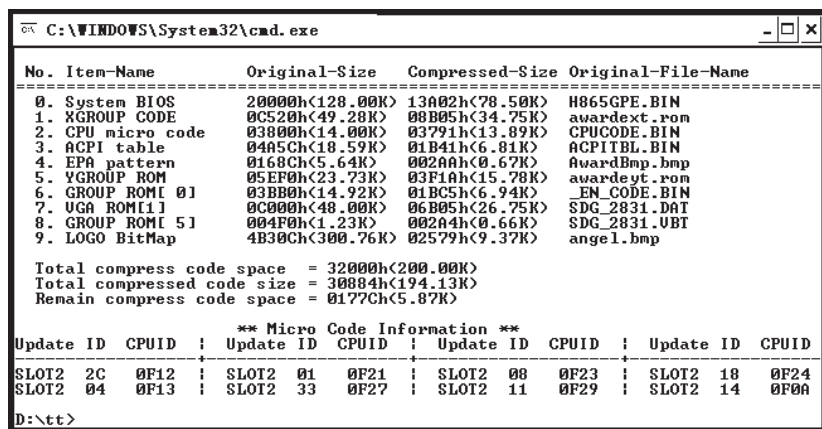 C:\WINDOWS\System32\cmd.exe
No. Item-Name Original-Size Compressed-Size Original-File-Name
================================================================================
0. System BIOS 20000h(128.00K) 13A02h(78.50K) H865GPE.BIN
1. XGROUP CODE 0C520h(49.28K) 08B05h(34.75K) awardext.rom
2. CPU micro code 03800h(14.00K) 03791h(13.89K) CPUCODE.BIN
3. ACPI table 04A5Ch(18.59K) 01B41h(6.81K) ACPITBL.BIN
4. EPA pattern 0168Ch(5.64K) 002AAh(0.67K) AwardBmp.bmp
5. YGROUP ROM 05EF0h(23.73K) 03F1Ah(15.78K) awardeyt.rom
6. GROUP ROM[ 0] 03BB0h(14.92K) 01BC5h(6.94K) _EN_CODE.BIN
7. VGA ROM[1] 0C000h(48.00K) 06B05h(26.75K) SDG_2831.DAT
8. GROUP ROM[ 5] 004F0h(1.23K) 002A4h(0.66K) SDG_2831.VBT
9. LOGO BitMap 4B30Ch(300.76K) 02579h(9.37K) angel.bmp
Total compress code space = 32000h(200.00K)
Total compressed code size = 30884h(194.13K)
Remain compress code space = 0177Ch(5.87K)
** Micro Code Information **
Update ID CPUID | Update ID CPUID | Update ID CPUID | Update ID CPUID
------------------+--------------------+--------------------+-------------------
SLOT2 2C 0F12 | SLOT2 01 0F21 | SLOT2 08 0F23 | SLOT2 18 0F24
SLOT2 04 0F13 | SLOT2 33 0F27 | SLOT2 11 0F29 | SLOT2 14 0F0A
D:\tt>